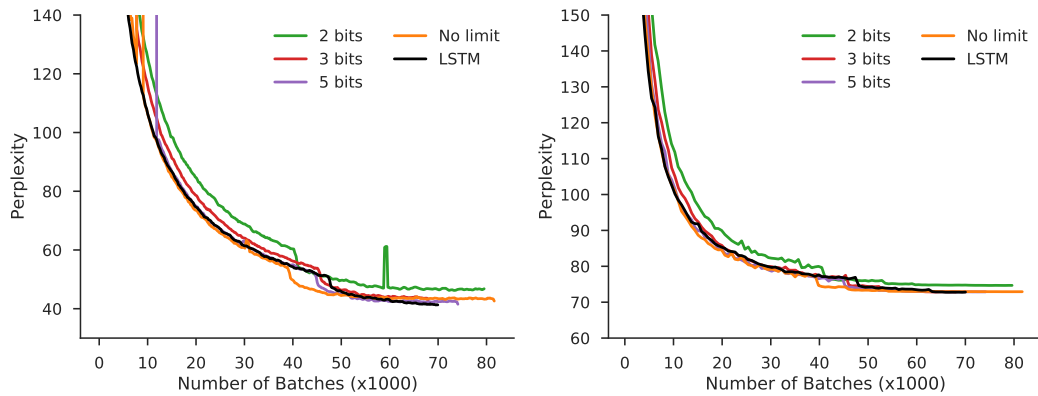 140
120
100
80
60
40
Perplexity
2 bits
3 bits
5 bits
No limit
LSTM
0 10 20 30 40 50 60 70 80
Number of Batches (x1000)
150
140
130
120
110
100
90
80
70
60
Perplexity
2 bits
3 bits
5 bits
No limit
LSTM
0 10 20 30 40 50 60 70 80
Number of Batches (x1000)